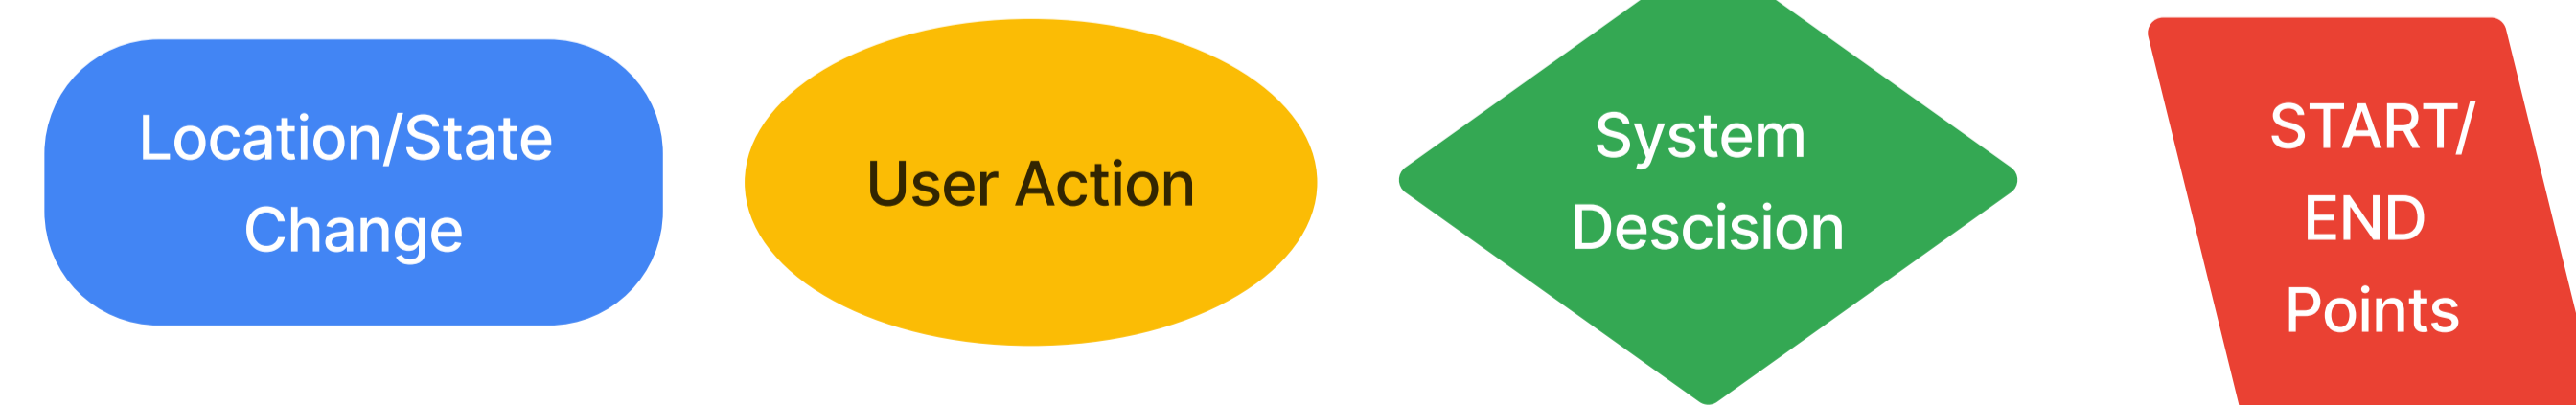 Location/State
Change
User Action
System
Descision
START/
END
Points